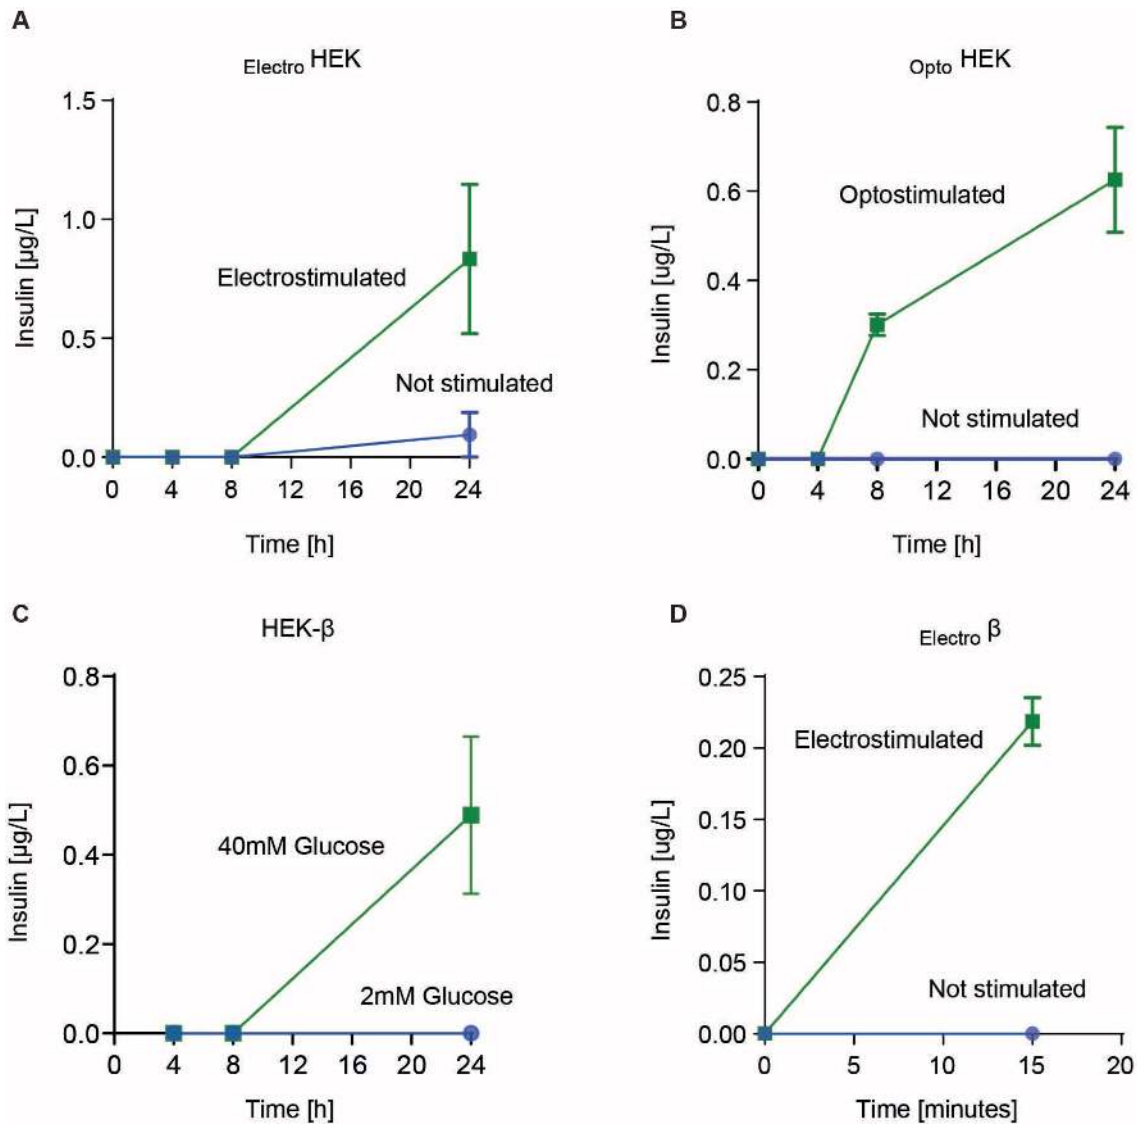 A
Electro HEK
1.5
1.0
0.5
0.0
Insulin [µg/L]
Electrostimulated
Not stimulated
0 4 8 12 16 20 24
Time [h]
B
Opto HEK
0.8
0.6
0.4
0.2
0.0
Insulin [ug/L]
Optostimulated
Not stimulated
0 4 8 12 16 20 24
Time [h]
C
HEK-β
0.8
0.6
0.4
0.2
0.0
Insulin [µg/L]
40mM Glucose
2mM Glucose
0 4 8 12 16 20 24
Time [h]
D
Electro β
0.25
0.20
0.15
0.10
0.05
0.00
Insulin [ug/L]
Electrostimulated
Not stimulated
0 5 10 15 20
Time [minutes]